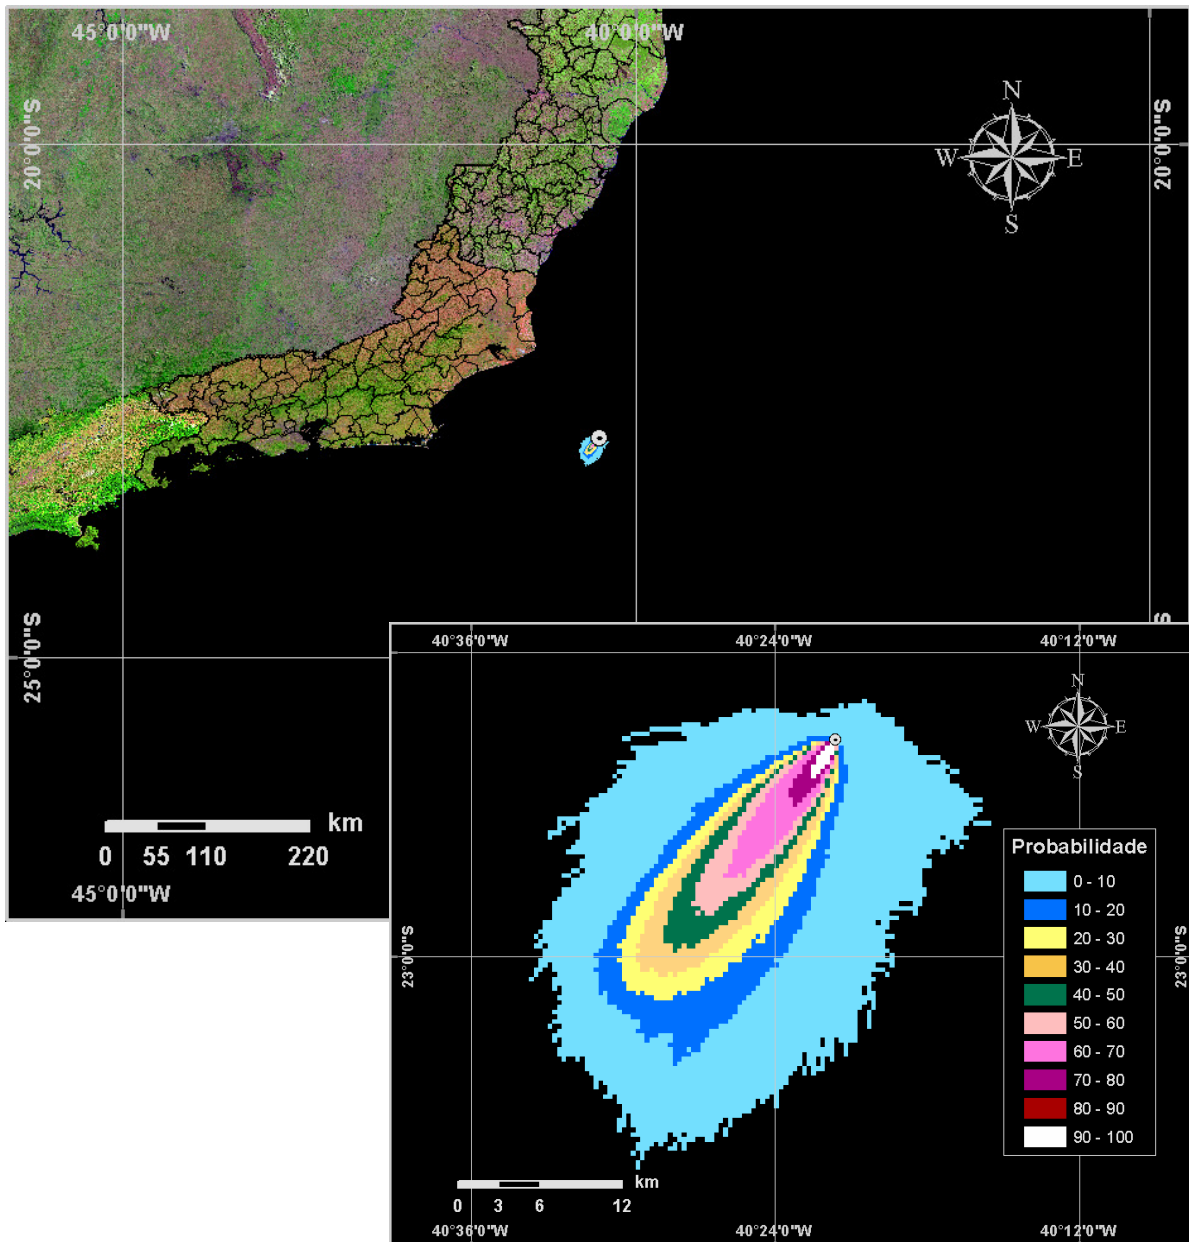 45°0'0"W 40°0'0"W
N
W E
S
20°0'0"S 20°0'0"S
25°0'0"S S
km
0 55 110 220
45°0'0"W
40°36'0"W 40°24'0"W 40°12'0"W
N
W E
S
Probabilidade
0 - 10
10 - 20
20 - 30
30 - 40
40 - 50
50 - 60
60 - 70
70 - 80
80 - 90
90 - 100
23°0'0"S 23°0'0"S
km
0 3 6 12
40°36'0"W 40°24'0"W 40°12'0"W